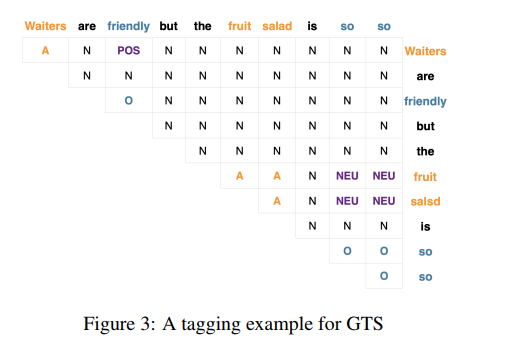 Waiters are friendly but the fruit salad is so so
A N POS N N N N N N N Waiters
N N N N N N N N N are
O N N N N N N N friendly
N N N N N N N but
N N N N N N the
A A N NEU NEU fruit
A N NEU NEU salsd
N N N is
O O so
O so
Figure 3: A tagging example for GTS